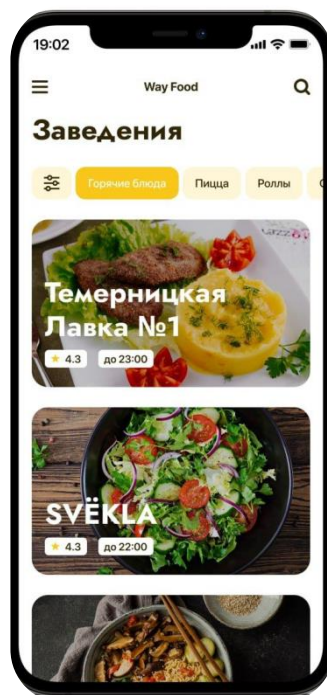 19:02
Way Food
Заведения
Горячие блюда
Пицца
Роллы
Темерницкая
Лавка №1
★ 4.3
до 23:00
SVЁKLA
★ 4.3
до 22:00